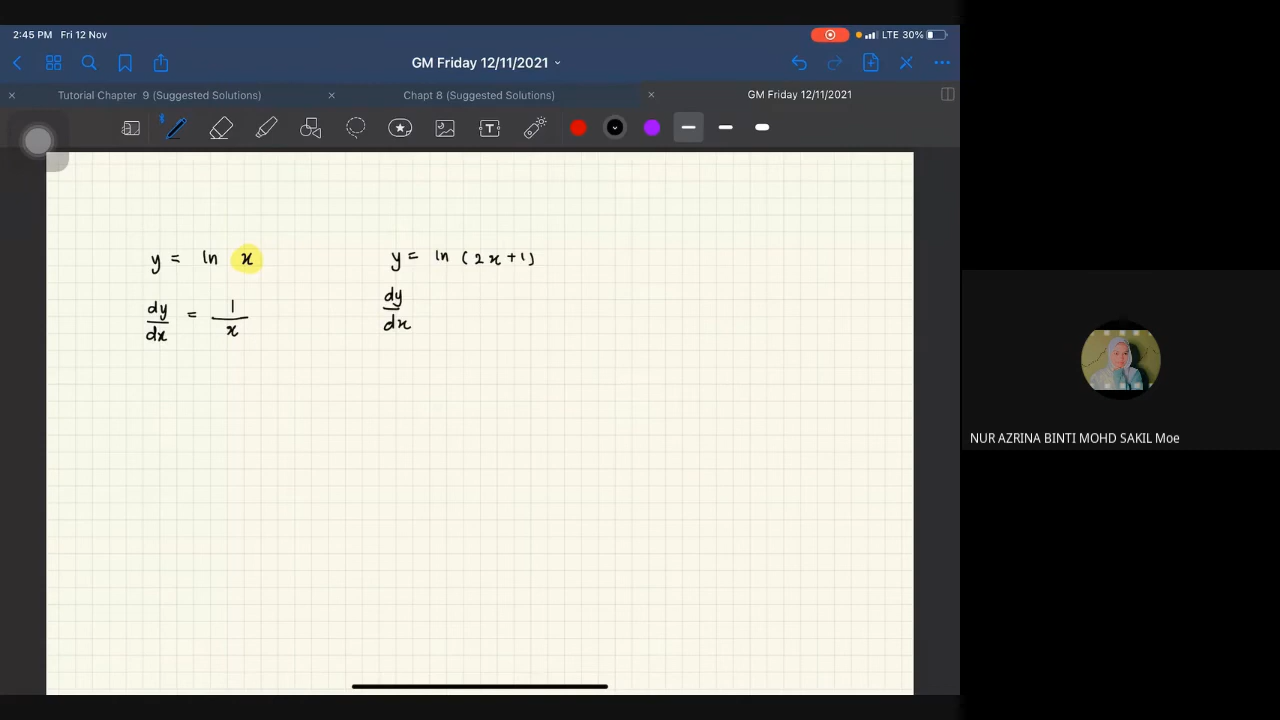 2:45 PM Fri 12 Nov
LTE 30%
GM Friday 12/11/2021
Tutorial Chapter 9 (Suggested Solutions)
Chapt 8 (Suggested Solutions)
GM Friday 12/11/2021
y = ln x
dy/dx = 1/x
y = ln (2x+1)
dy/dx
NUR AZRINA BINTI MOHD SAKIL Moe